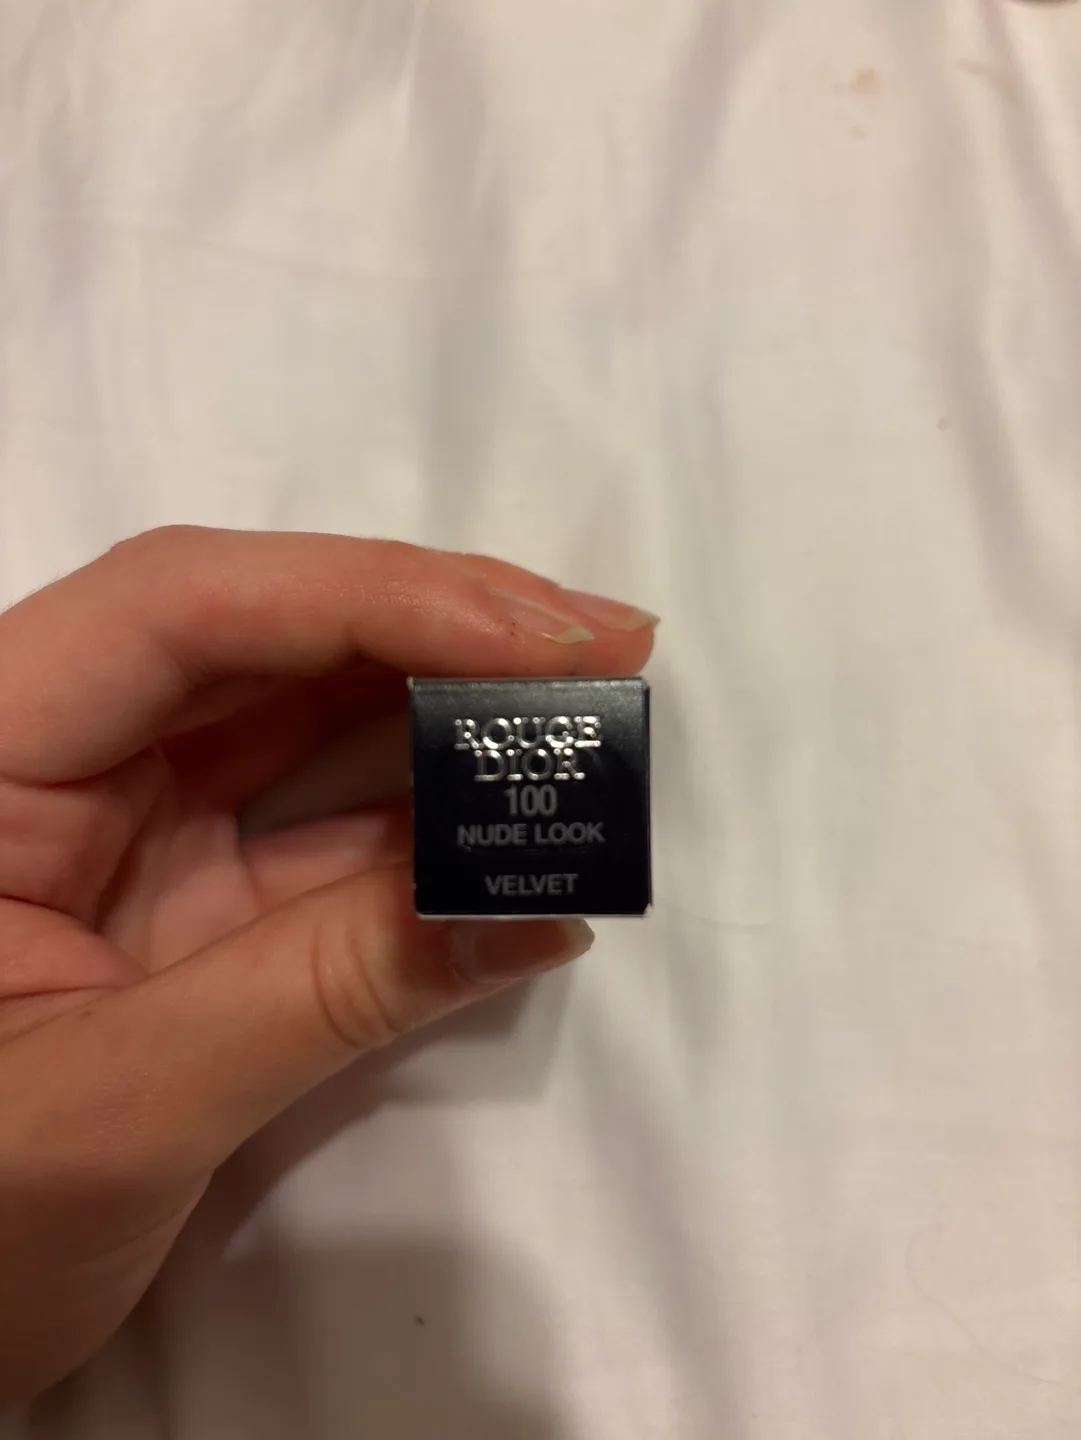 ROUGE
DIOR
100
NUDE LOOK
VELVET